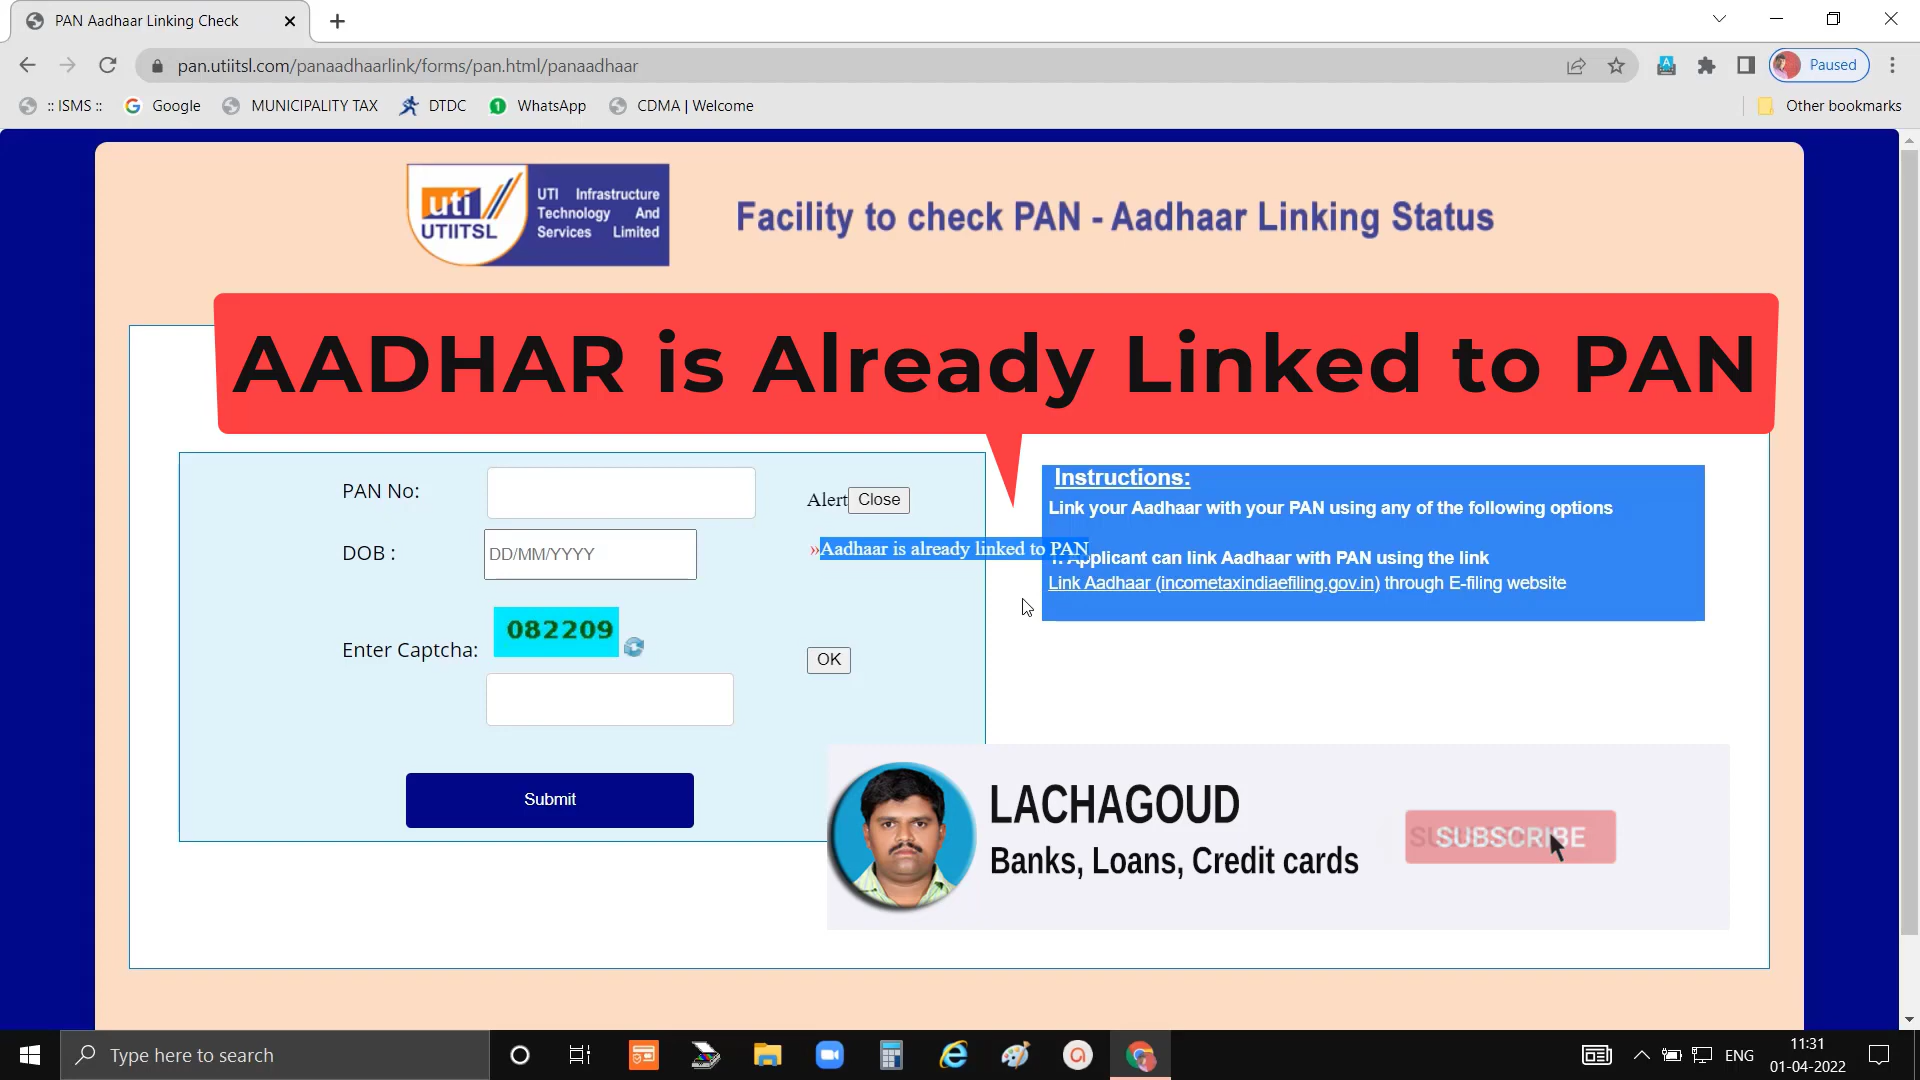 PAN Aadhaar Linking Check
pan.utiitsl.com/panaadhaarlink/forms/pan.html/panaadhaar
Paused
:: ISMS ::
Google
MUNICIPALITY TAX
DTDC
1
WhatsApp
CDMA | Welcome
Other bookmarks
uti
UTIITSL
UTI Infrastructure
Technology And
Services Limited
Facility to check PAN - Aadhaar Linking Status
AADHAR is Already Linked to PAN
PAN No:
Alert
Close
DOB :
DD/MM/YYYY
»Aadhaar is already linked to PAN
Enter Captcha:
082209
OK
Submit
Instructions:
Link your Aadhaar with your PAN using any of the following options
1. Applicant can link Aadhaar with PAN using the link
Link Aadhaar (incometaxindiaefiling.gov.in) through E-filing website
LACHAGOUD
Banks, Loans, Credit cards
SUBSCRIBE
Type here to search
ENG
11:31
01-04-2022